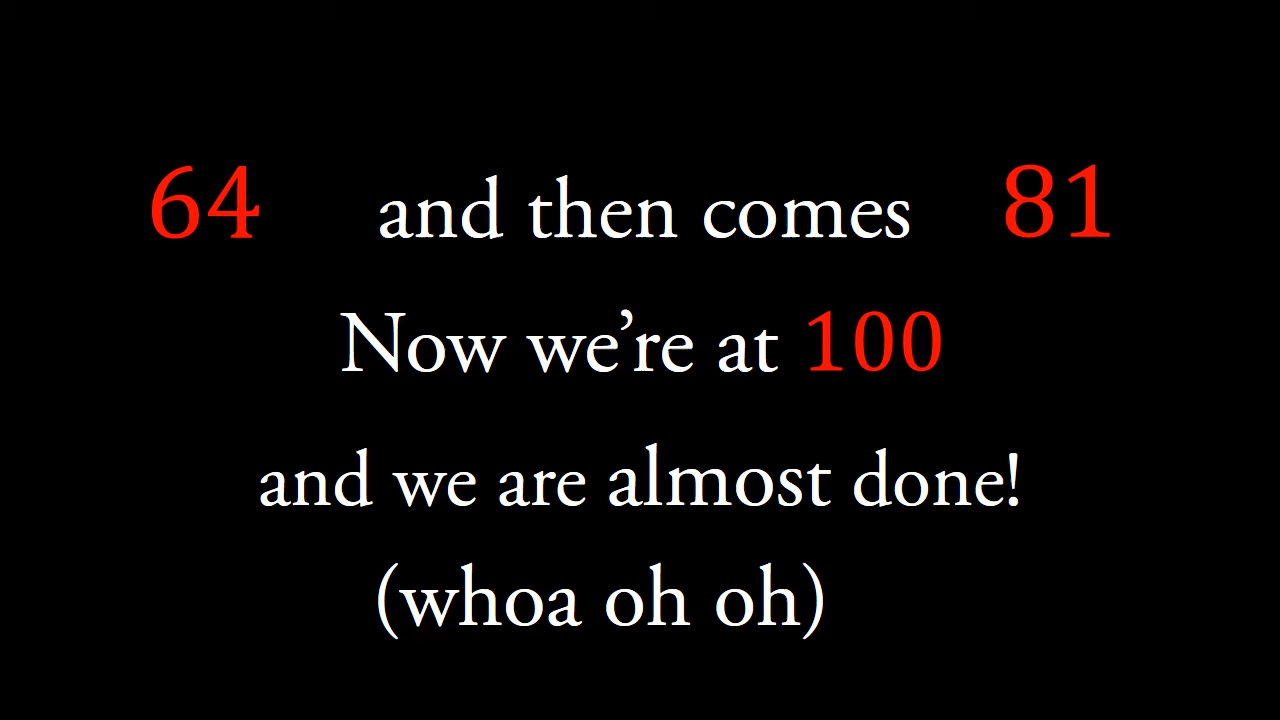 64 and then comes 81
Now we’re at 100
and we are almost done!
(whoa oh oh)